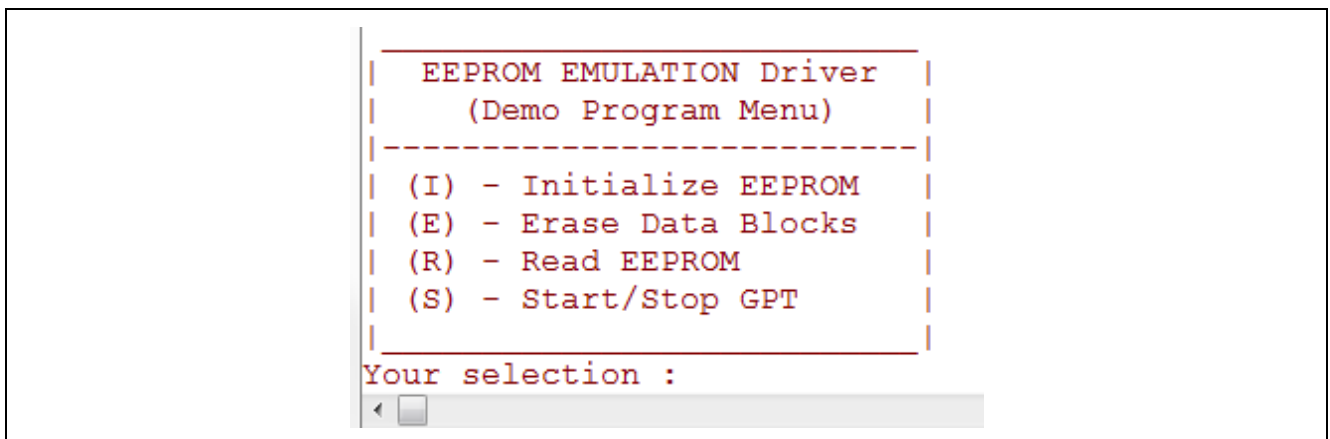 EEPROM EMULATION Driver
(Demo Program Menu)
|---------------------------|
(I) - Initialize EEPROM
(E) - Erase Data Blocks
(R) - Read EEPROM
(S) - Start/Stop GPT
Your selection :